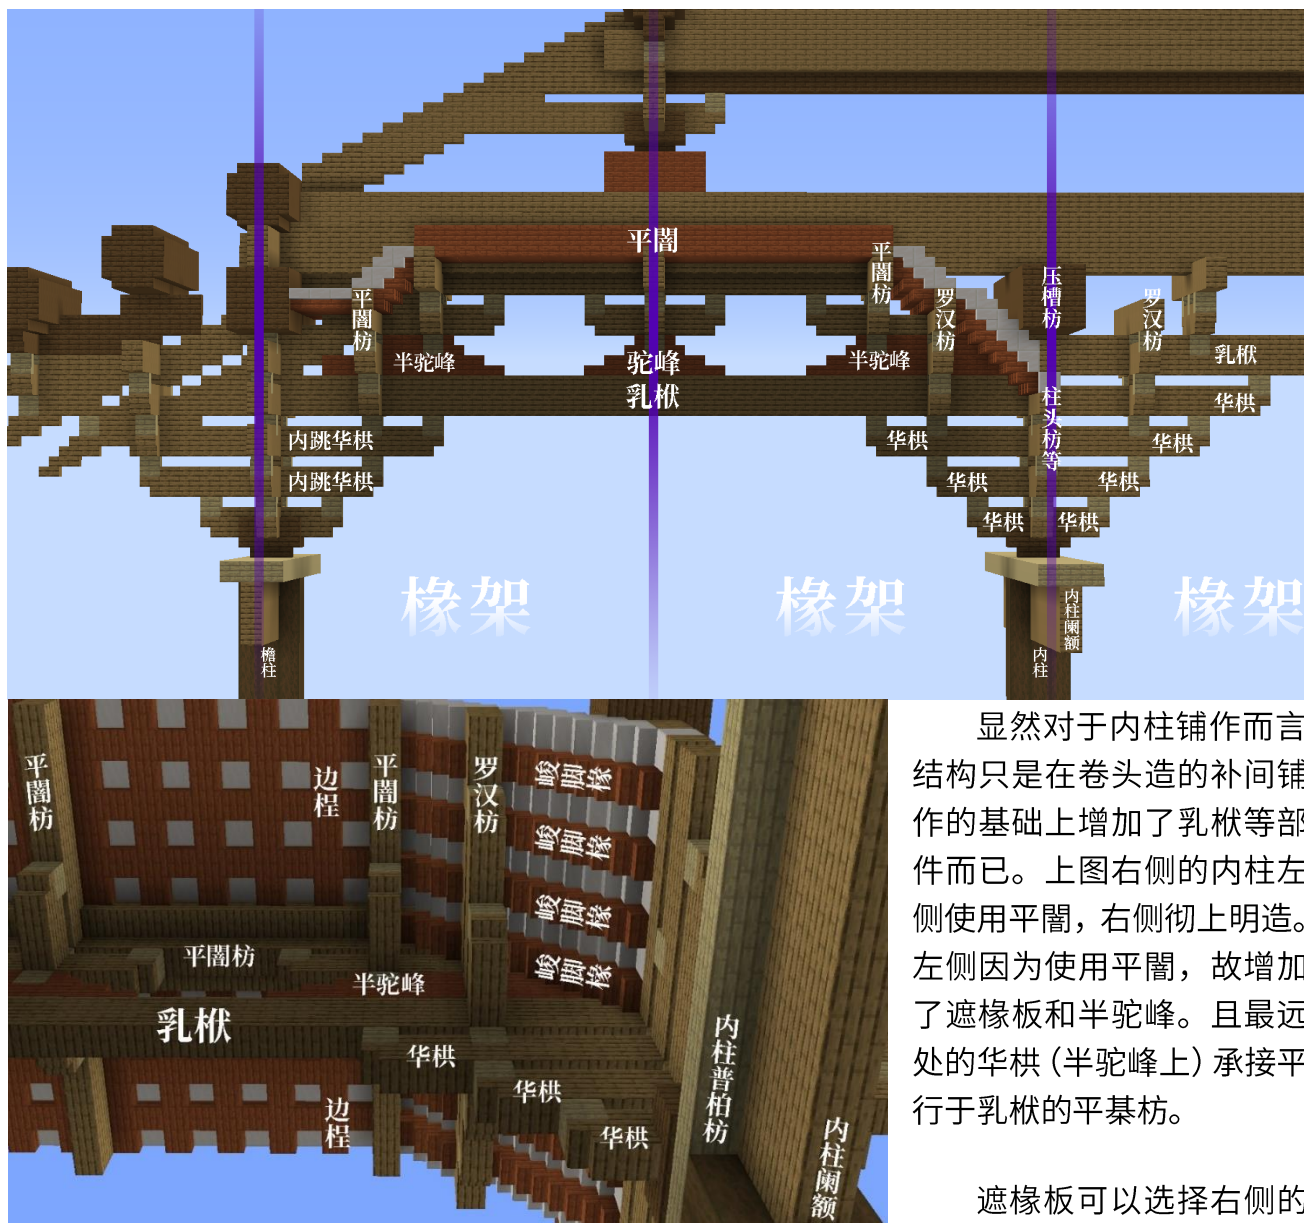 平闇
平闇枋
罗汉枋
压槽枋
罗汉枋
平闇枋
半驼峰
驼峰
半驼峰
乳栿
乳栿
柱头枋等
华栱
内跳华栱
华栱
华栱
内跳华栱
华栱
华栱
华栱
华栱
椽架
椽架
椽架
内柱阑额
檐柱
内柱
平闇枋
边桯
平闇枋
罗汉枋
峻脚椽
峻脚椽
峻脚椽
峻脚椽
平闇枋
半驼峰
乳栿
华栱
华栱
华栱
边桯
内柱普柏枋
内柱阑额
显然对于内柱铺作而言
结构只是在卷头造的补间铺
作的基础上增加了乳栿等部
件而已。上图右侧的内柱左
侧使用平闇，右侧彻上明造。
左侧因为使用平闇，故增加
了遮椽板和半驼峰。且最远
处的华栱（半驼峰上）承接平
行于乳栿的平棊枋。
遮椽板可以选择右侧的